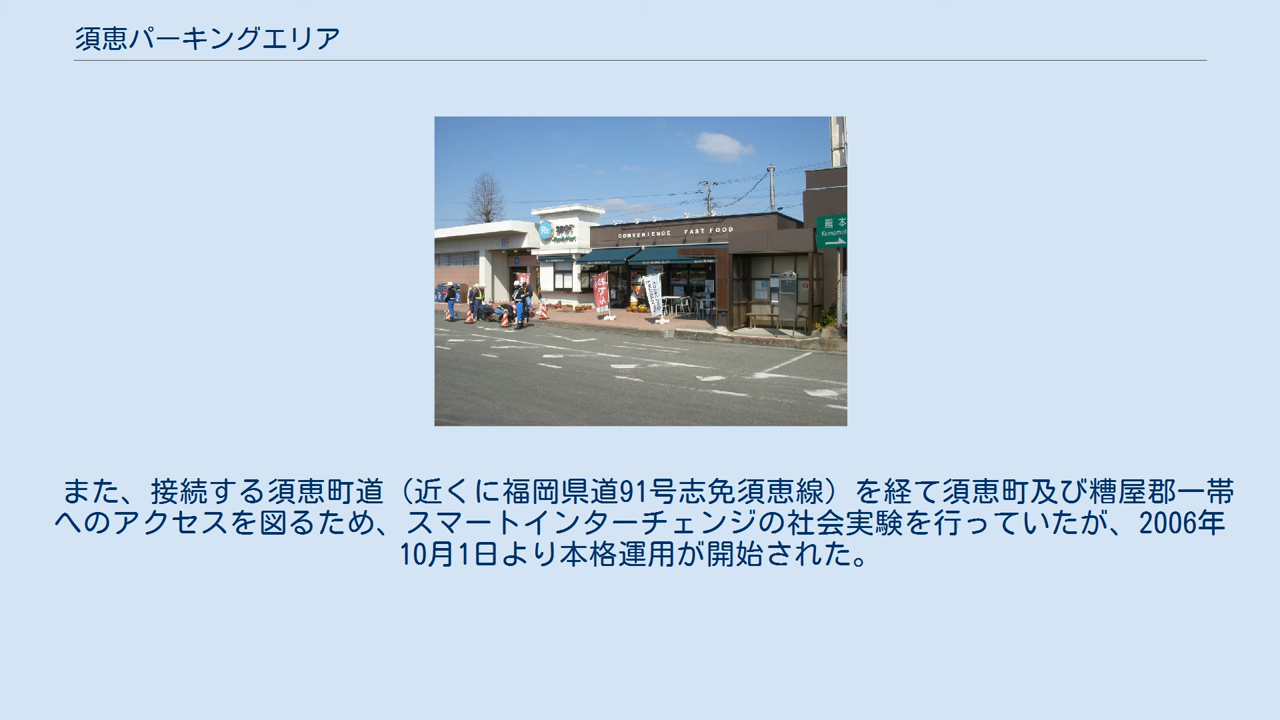 須恵パーキングエリア
CONVENIENCE FAST FOOD
熊本
Kumamoto
また、接続する須恵町道（近くに福岡県道91号志免須恵線）を経て須恵町及び糟屋郡一帯
へのアクセスを図るため、スマートインターチェンジの社会実験を行っていたが、2006年
10月1日より本格運用が開始された。